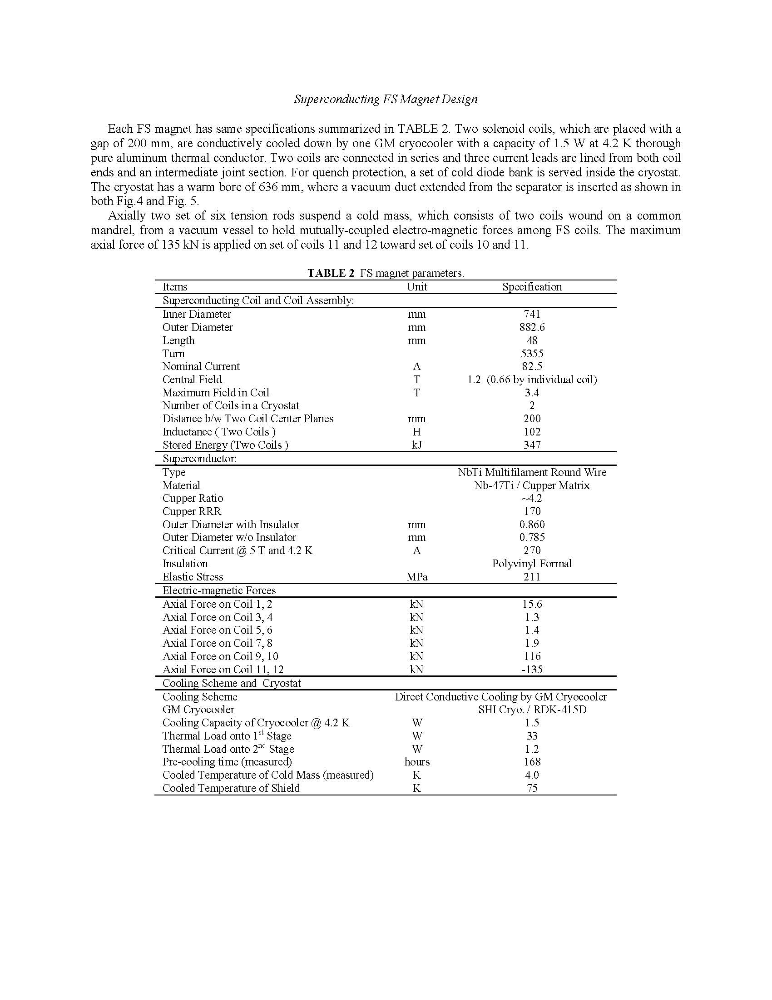 Superconducting FS Magnet Design
Each FS magnet has same specifications summarized in TABLE 2. Two solenoid coils, which are placed with a
gap of 200 mm, are conductively cooled down by one GM cryocooler with a capacity of 1.5 W at 4.2 K thorough
pure aluminum thermal conductor. Two coils are connected in series and three current leads are lined from both coil
ends and an intermediate joint section. For quench protection, a set of cold diode bank is served inside the cryostat.
The cryostat has a warm bore of 636 mm, where a vacuum duct extended from the separator is inserted as shown in
both Fig.4 and Fig. 5.
Axially two set of six tension rods suspend a cold mass, which consists of two coils wound on a common
mandrel, from a vacuum vessel to hold mutually-coupled electro-magnetic forces among FS coils. The maximum
axial force of 135 kN is applied on set of coils 11 and 12 toward set of coils 10 and 11.
TABLE 2 FS magnet parameters.
Items Unit Specification
Superconducting Coil and Coil Assembly:
Inner Diameter mm 741
Outer Diameter mm 882.6
Length mm 48
Turn 5355
Nominal Current A 82.5
Central Field T 1.2 (0.66 by individual coil)
Maximum Field in Coil T 3.4
Number of Coils in a Cryostat 2
Distance b/w Two Coil Center Planes mm 200
Inductance ( Two Coils ) H 102
Stored Energy (Two Coils ) kJ 347
Superconductor:
Type NbTi Multifilament Round Wire
Material Nb-47Ti / Cupper Matrix
Cupper Ratio ~4.2
Cupper RRR 170
Outer Diameter with Insulator mm 0.860
Outer Diameter w/o Insulator mm 0.785
Critical Current @ 5 T and 4.2 K A 270
Insulation Polyvinyl Formal
Elastic Stress MPa 211
Electric-magnetic Forces
Axial Force on Coil 1, 2 kN 15.6
Axial Force on Coil 3, 4 kN 1.3
Axial Force on Coil 5, 6 kN 1.4
Axial Force on Coil 7, 8 kN 1.9
Axial Force on Coil 9, 10 kN 116
Axial Force on Coil 11, 12 kN -135
Cooling Scheme and Cryostat
Cooling Scheme Direct Conductive Cooling by GM Cryocooler
GM Cryocooler SHI Cryo. / RDK-415D
Cooling Capacity of Cryocooler @ 4.2 K W 1.5
Thermal Load onto 1st Stage W 33
Thermal Load onto 2nd Stage W 1.2
Pre-cooling time (measured) hours 168
Cooled Temperature of Cold Mass (measured) K 4.0
Cooled Temperature of Shield K 75